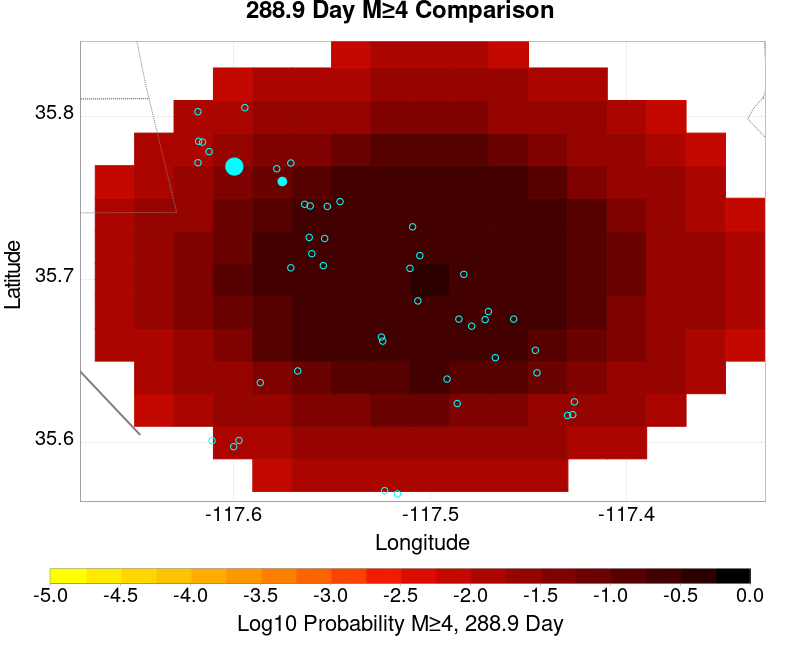 288.9 Day M≥4 Comparison
35.8
35.7
35.6
Latitude
-117.6 -117.5 -117.4
Longitude
-5.0 -4.5 -4.0 -3.5 -3.0 -2.5 -2.0 -1.5 -1.0 -0.5 0.0
Log10 Probability M≥4, 288.9 Day